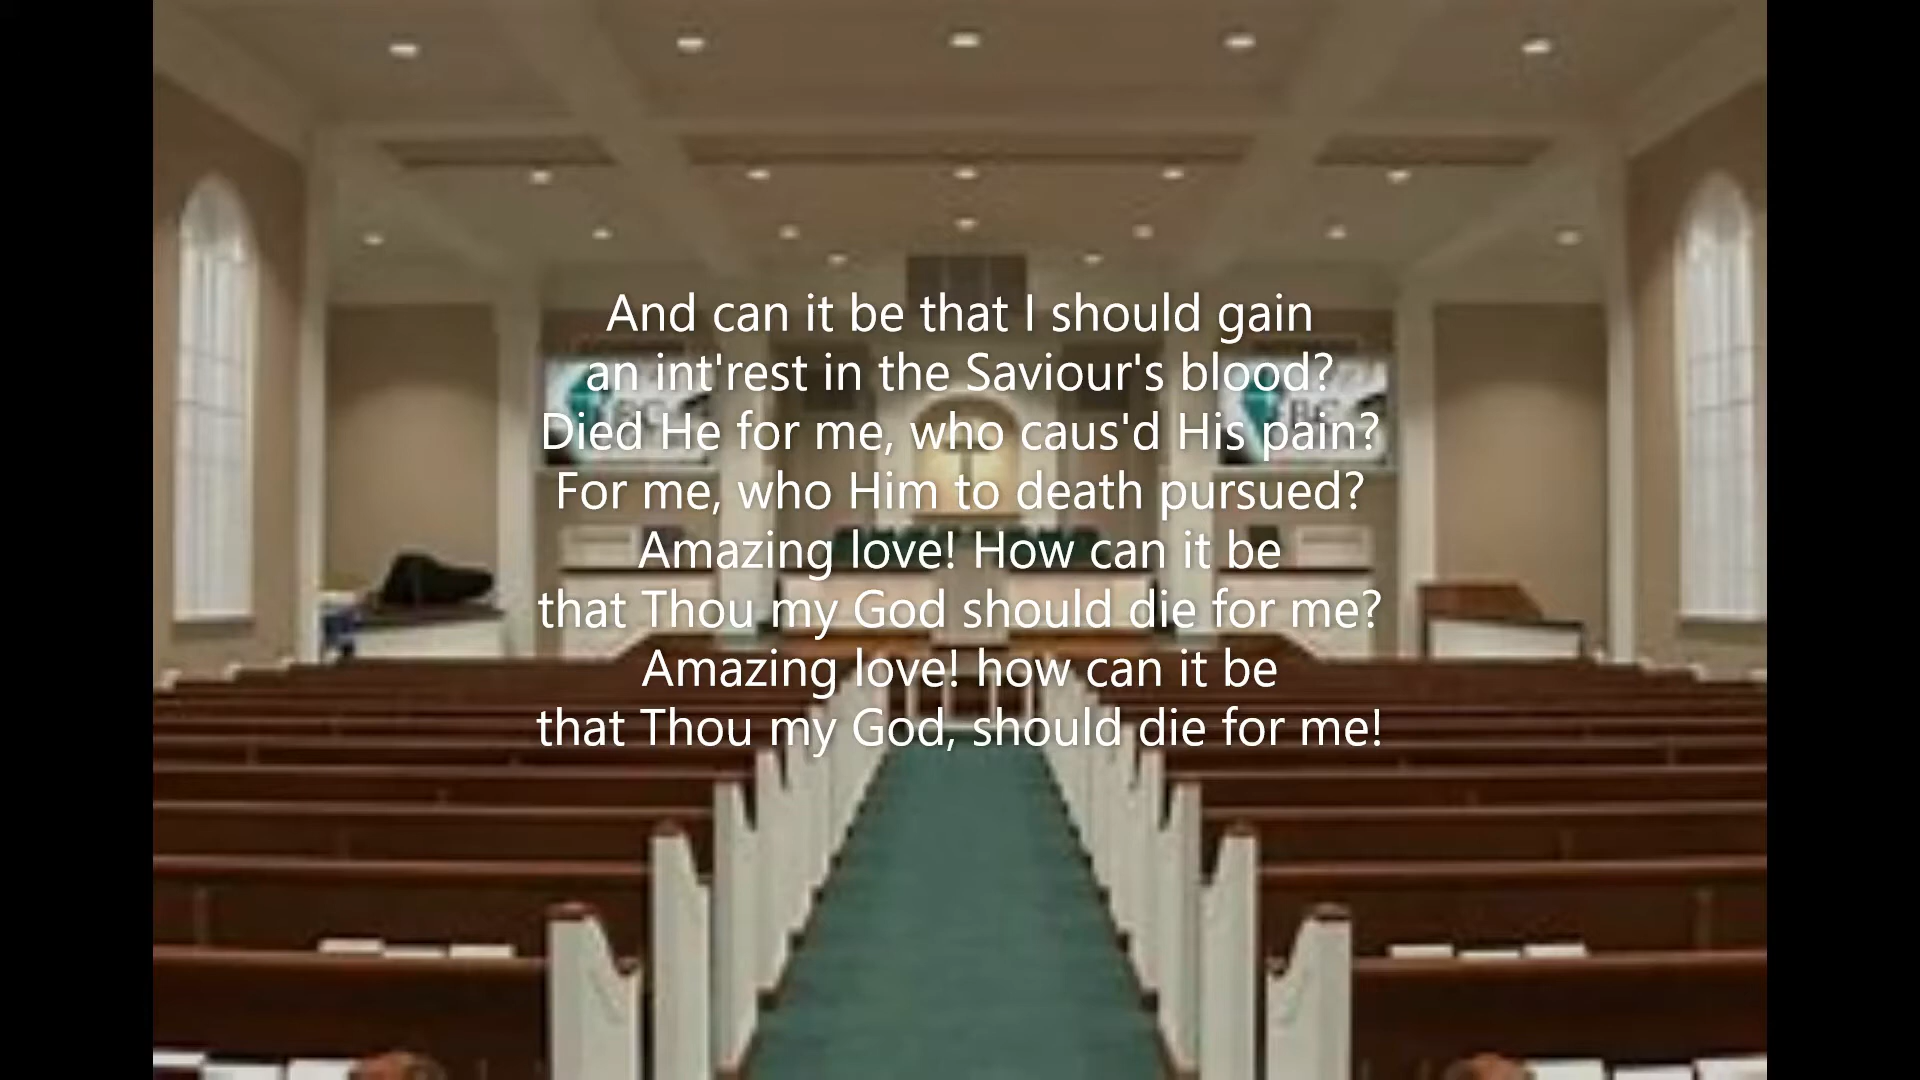 And can it be that I should gain
an int'rest in the Saviour's blood?
Died He for me, who caus'd His pain?
For me, who Him to death pursued?
Amazing love! How can it be
that Thou my God should die for me?
Amazing love! how can it be
that Thou my God, should die for me!